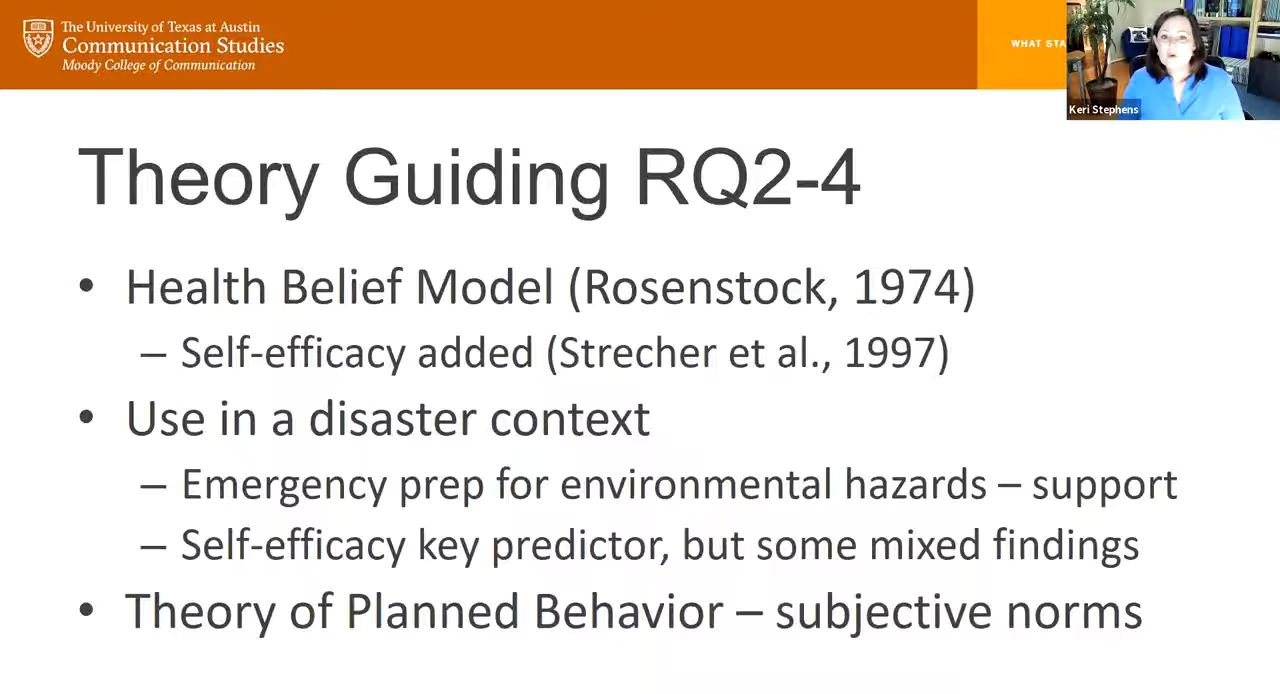 The University of Texas at Austin
Communication Studies
Moody College of Communication
WHAT
Keri Stephens
Theory Guiding RQ2-4
• Health Belief Model (Rosenstock, 1974)
– Self-efficacy added (Strecher et al., 1997)
• Use in a disaster context
– Emergency prep for environmental hazards – support
– Self-efficacy key predictor, but some mixed findings
• Theory of Planned Behavior – subjective norms